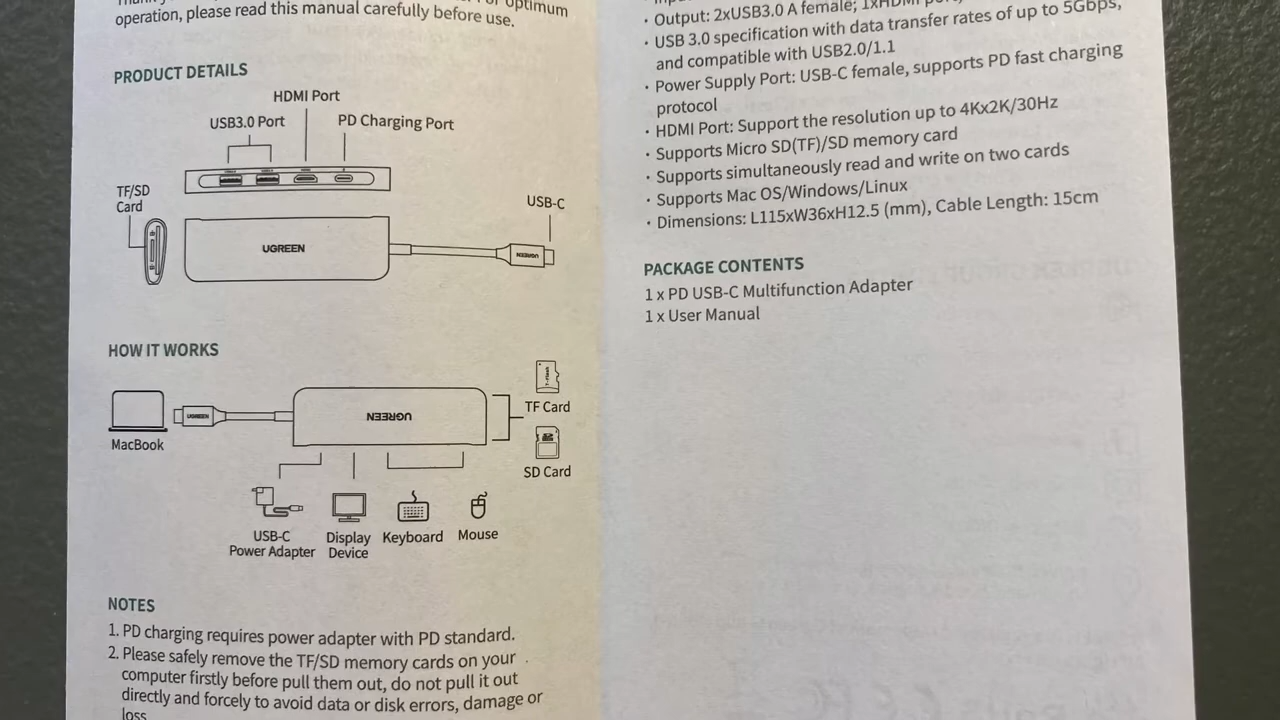 optimum
operation, please read this manual carefully before use.
PRODUCT DETAILS
HDMI Port
USB3.0 Port
PD Charging Port
TF/SD
Card
USB-C
UGREEN
UGREEN
HOW IT WORKS
UGREEN
UGREEN
T-Flash
TF Card
MacBook
SD Card
USB-C
Power Adapter
Display
Device
Keyboard
Mouse
NOTES
1. PD charging requires power adapter with PD standard.
2. Please safely remove the TF/SD memory cards on your
computer firstly before pull them out, do not pull it out
directly and forcely to avoid data or disk errors, damage or
loss
· Output: 2xUSB3.0 A female; 1xHDMI port,
· USB 3.0 specification with data transfer rates of up to 5Gbps,
and compatible with USB2.0/1.1
· Power Supply Port: USB-C female, supports PD fast charging
protocol
· HDMI Port: Support the resolution up to 4Kx2K/30Hz
· Supports Micro SD(TF)/SD memory card
· Supports simultaneously read and write on two cards
· Supports Mac OS/Windows/Linux
· Dimensions: L115xW36xH12.5 (mm), Cable Length: 15cm
PACKAGE CONTENTS
1 x PD USB-C Multifunction Adapter
1 x User Manual